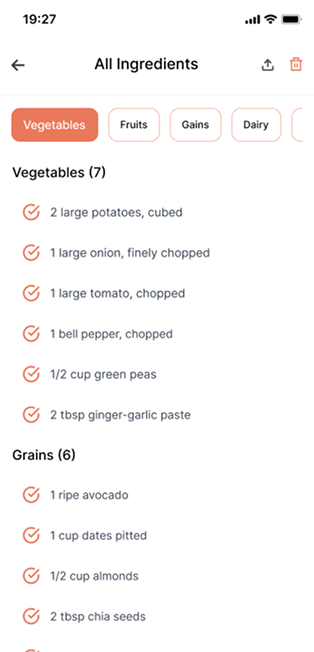 19:27
All Ingredients
Vegetables Fruits Gains Dairy
Vegetables (7)
2 large potatoes, cubed
1 large onion, finely chopped
1 large tomato, chopped
1 bell pepper, chopped
1/2 cup green peas
2 tbsp ginger-garlic paste
Grains (6)
1 ripe avocado
1 cup dates pitted
1/2 cup almonds
2 tbsp chia seeds